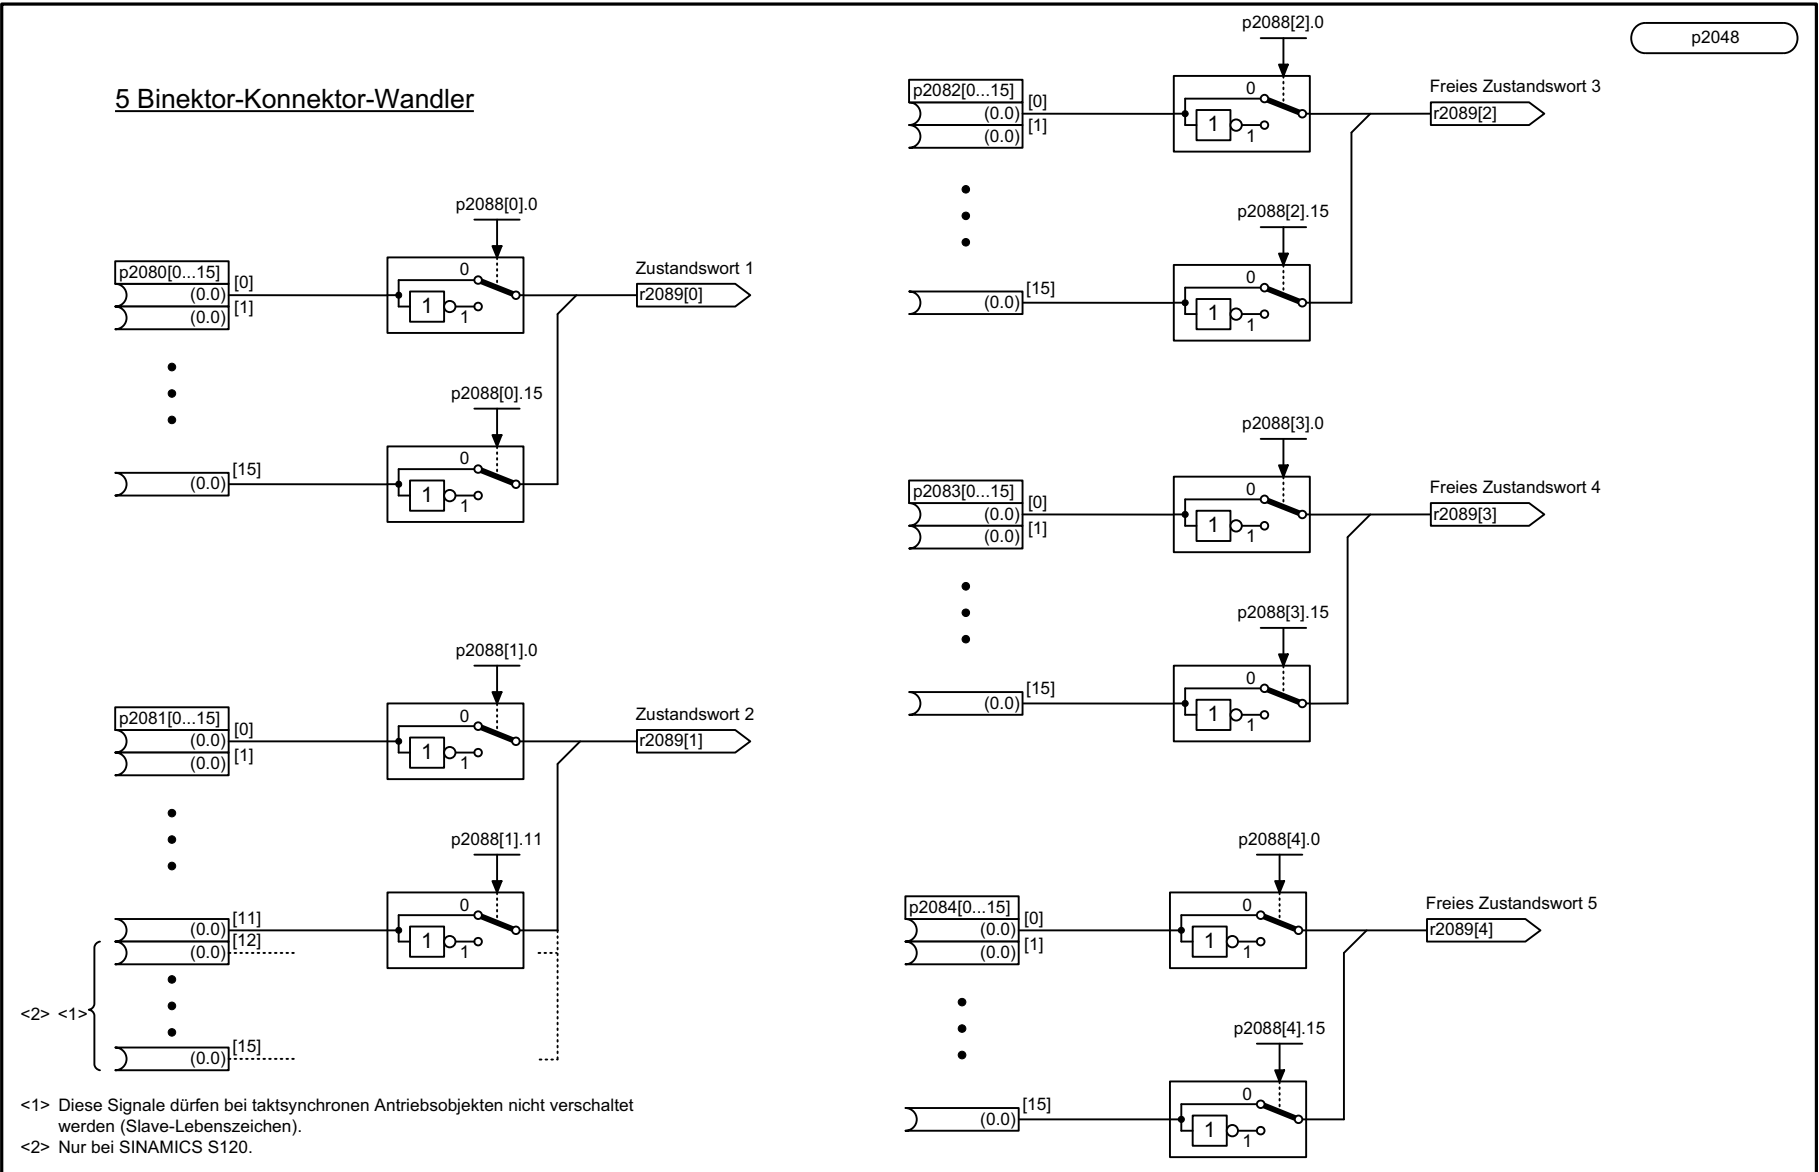 p2048
5 Binektor-Konnektor-Wandler
p2088[0].0
p2080[0...15]
[0]
(0.0)
[1]
(0.0)
0
1
1
Zustandswort 1
r2089[0]
p2088[0].15
[15]
(0.0)
0
1
1
p2088[1].0
p2081[0...15]
[0]
(0.0)
[1]
(0.0)
0
1
1
Zustandswort 2
r2089[1]
p2088[1].11
[11]
(0.0)
[12]
(0.0)
0
1
1
<2> <1>
[15]
(0.0)
<1> Diese Signale dürfen bei taktsynchronen Antriebsobjekten nicht verschaltet
werden (Slave-Lebenszeichen).
<2> Nur bei SINAMICS S120.
p2088[2].0
p2082[0...15]
[0]
(0.0)
[1]
(0.0)
0
1
1
Freies Zustandswort 3
r2089[2]
p2088[2].15
[15]
(0.0)
0
1
1
p2088[3].0
p2083[0...15]
[0]
(0.0)
[1]
(0.0)
0
1
1
Freies Zustandswort 4
r2089[3]
p2088[3].15
[15]
(0.0)
0
1
1
p2088[4].0
p2084[0...15]
[0]
(0.0)
[1]
(0.0)
0
1
1
Freies Zustandswort 5
r2089[4]
p2088[4].15
[15]
(0.0)
0
1
1